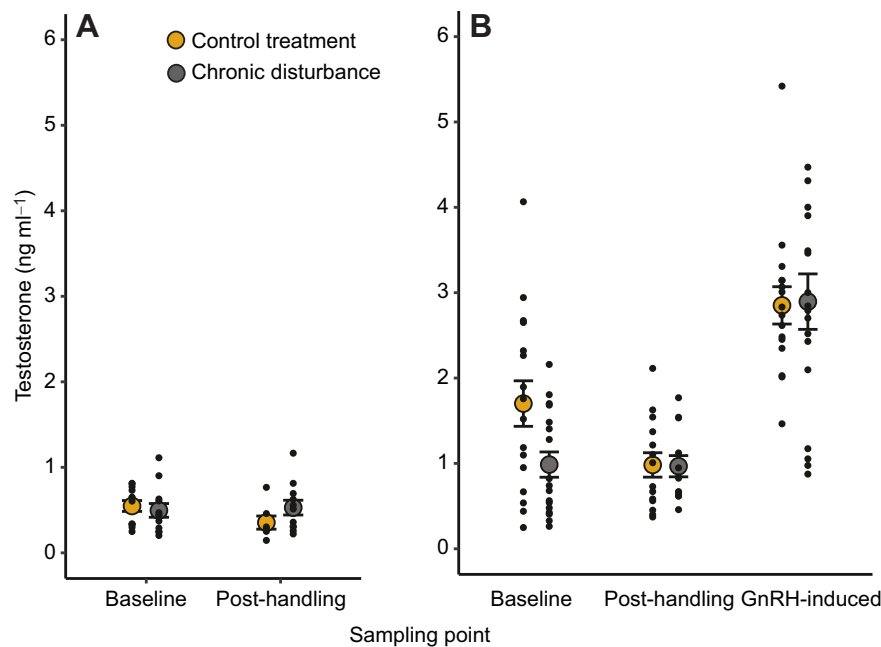 A
Control treatment
Chronic disturbance
B
Testosterone (ng ml⁻¹)
6
5
4
3
2
1
0
6
5
4
3
2
1
0
Baseline Post-handling
Baseline Post-handling GnRH-induced
Sampling point